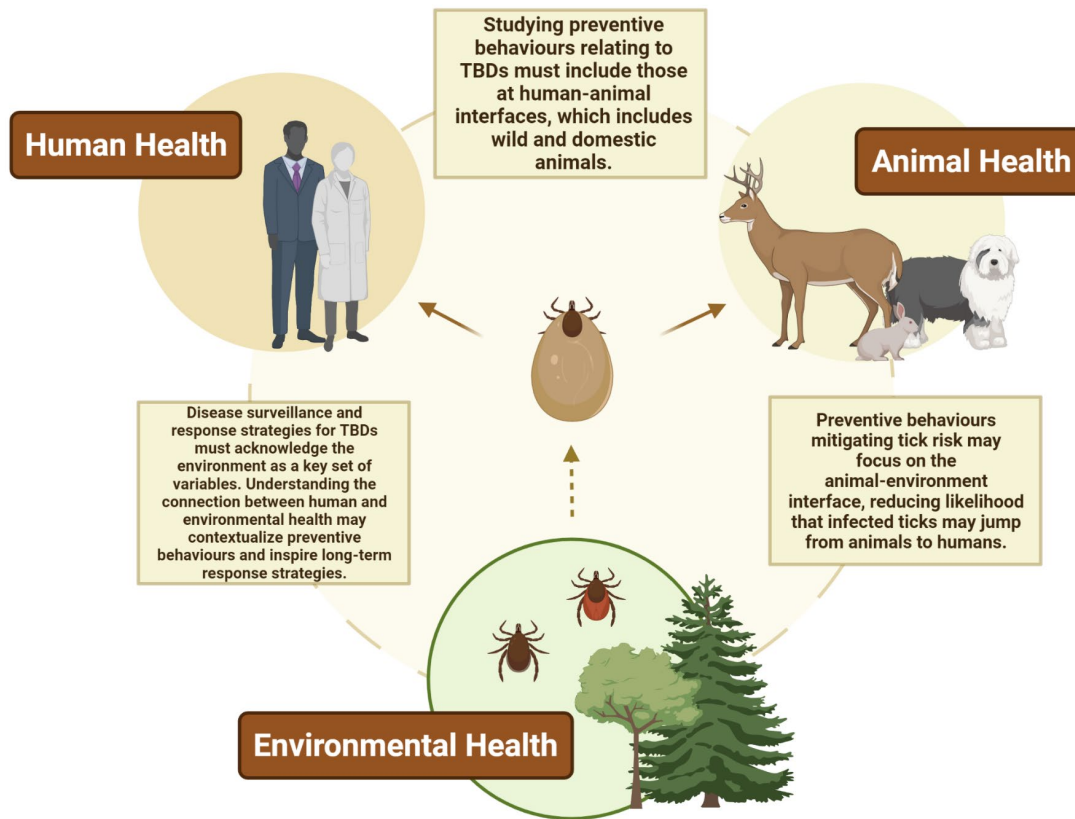 Studying preventive
behaviours relating to
TBDs must include those
at human-animal
interfaces, which includes
wild and domestic
animals.
Human Health
Animal Health
Disease surveillance and
response strategies for TBDs
must acknowledge the
environment as a key set of
variables. Understanding the
connection between human and
environmental health may
contextualize preventive
behaviours and inspire long-term
response strategies.
Preventive behaviours
mitigating tick risk may
focus on the
animal-environment
interface, reducing likelihood
that infected ticks may jump
from animals to humans.
Environmental Health